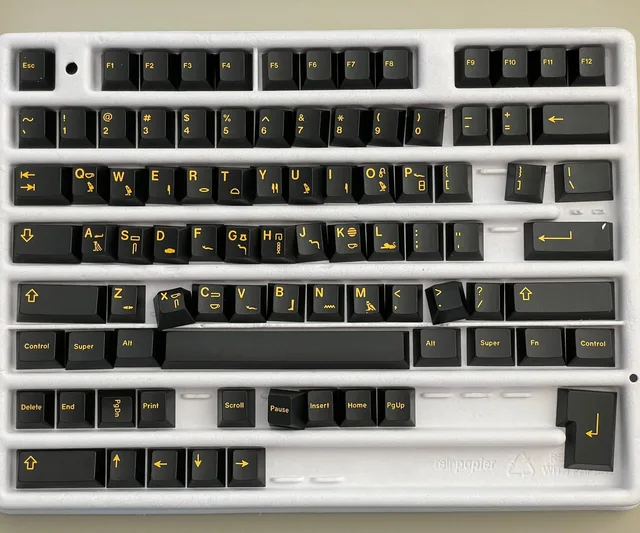 Esc F1 F2 F3 F4 F5 F6 F7 F8 F9 F10 F11 F12
~ ` ! 1 @ 2 # 3 $ 4 % 5 ^ 6 & 7 * 8 ( 9 ) 0 _ - + = ←
Q W E R T Y U I O P { [ } ] | \
A S D F G H J K L : ; " '
Z X C V B N M < , > . ? /
Control Super Alt Alt Super Fn Control
Delete End PgDn Print Scroll Pause Insert Home PgUp
↑ ← ↓ →